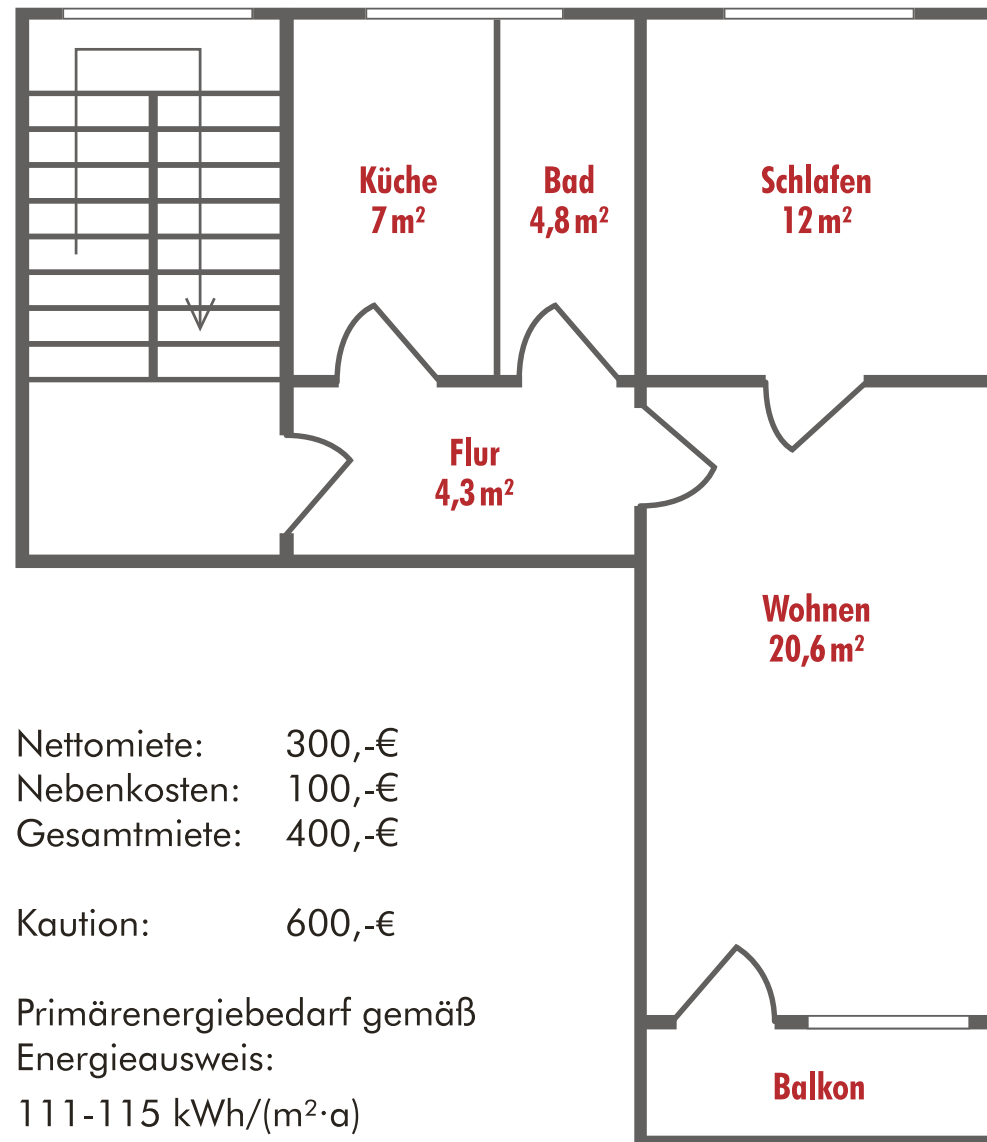 Küche
7 m²
Bad
4,8 m²
Schlafen
12 m²
Flur
4,3 m²
Wohnen
20,6 m²
Nettomiete: 300,-€
Nebenkosten: 100,-€
Gesamtmiete: 400,-€
Kaution: 600,-€
Primärenergiebedarf gemäß
Energieausweis:
111-115 kWh/(m²·a)
Balkon